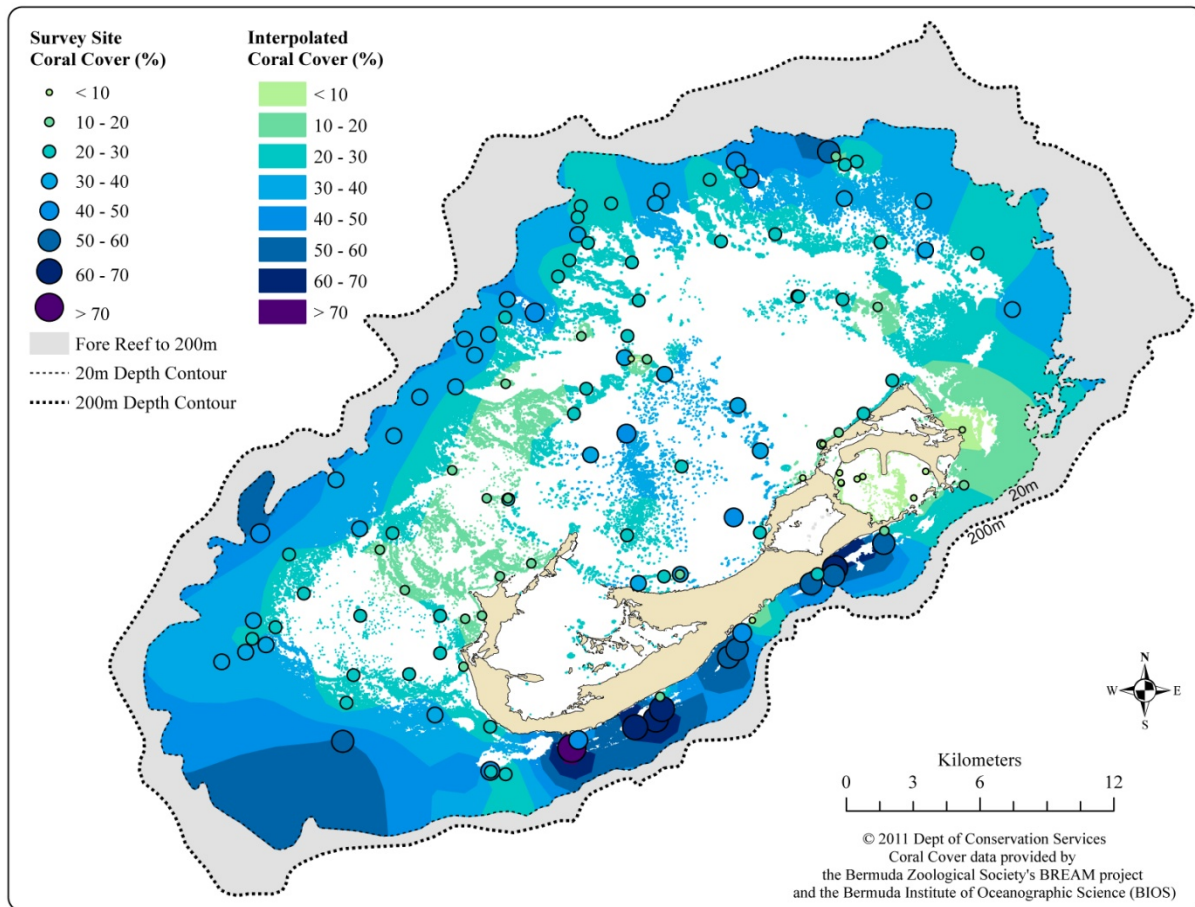 Survey Site
Coral Cover (%)
< 10
10 - 20
20 - 30
30 - 40
40 - 50
50 - 60
60 - 70
> 70
Fore Reef to 200m
20m Depth Contour
200m Depth Contour
Interpolated
Coral Cover (%)
< 10
10 - 20
20 - 30
30 - 40
40 - 50
50 - 60
60 - 70
> 70
20m
200m
N
W E
S
Kilometers
0 3 6 12
© 2011 Dept of Conservation Services
Coral Cover data provided by
the Bermuda Zoological Society's BREAM project
and the Bermuda Institute of Oceanographic Science (BIOS)